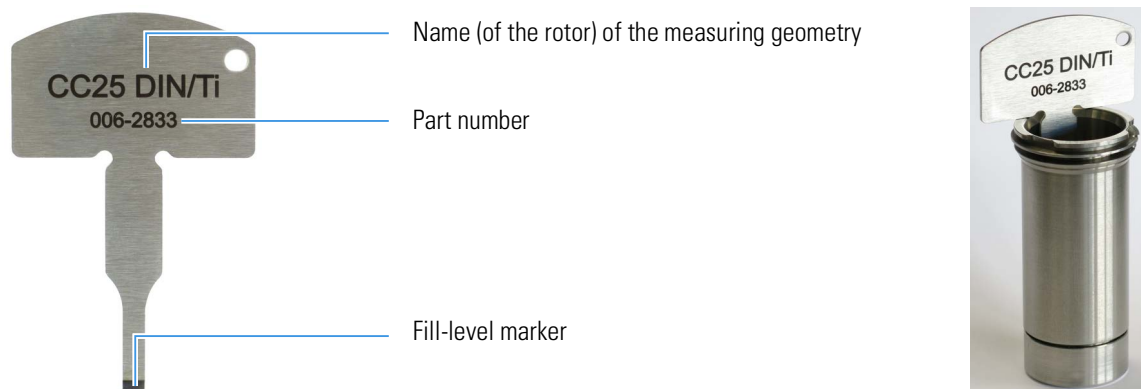 CC25 DIN/Ti
006-2833
Name (of the rotor) of the measuring geometry
Part number
Fill-level marker
CC25 DIN/Ti
006-2833